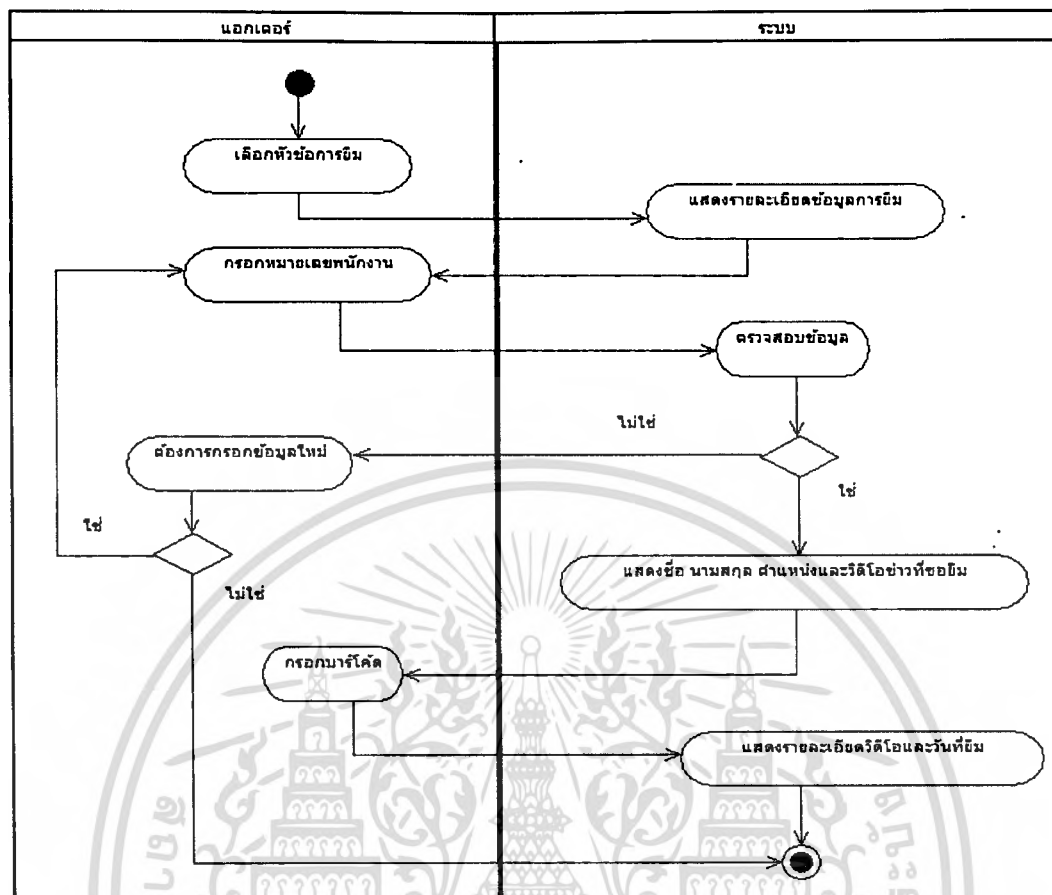 แอกเตอร์
ระบบ
เลือกหัวข้อการยืม
แสดงรายละเอียดข้อมูลการยืม
กรอกหมายเลขพนักงาน
ตรวจสอบข้อมูล
ไม่ใช่
ต้องการกรอกข้อมูลใหม่
ใช่
ใช่
แสดงชื่อ นามสกุล ตำแหน่งและวิดีโอข่าวที่ขอยืม
ไม่ใช่
กรอกบาร์โค้ด
แสดงรายละเอียดวิดีโอและวันที่ยืม